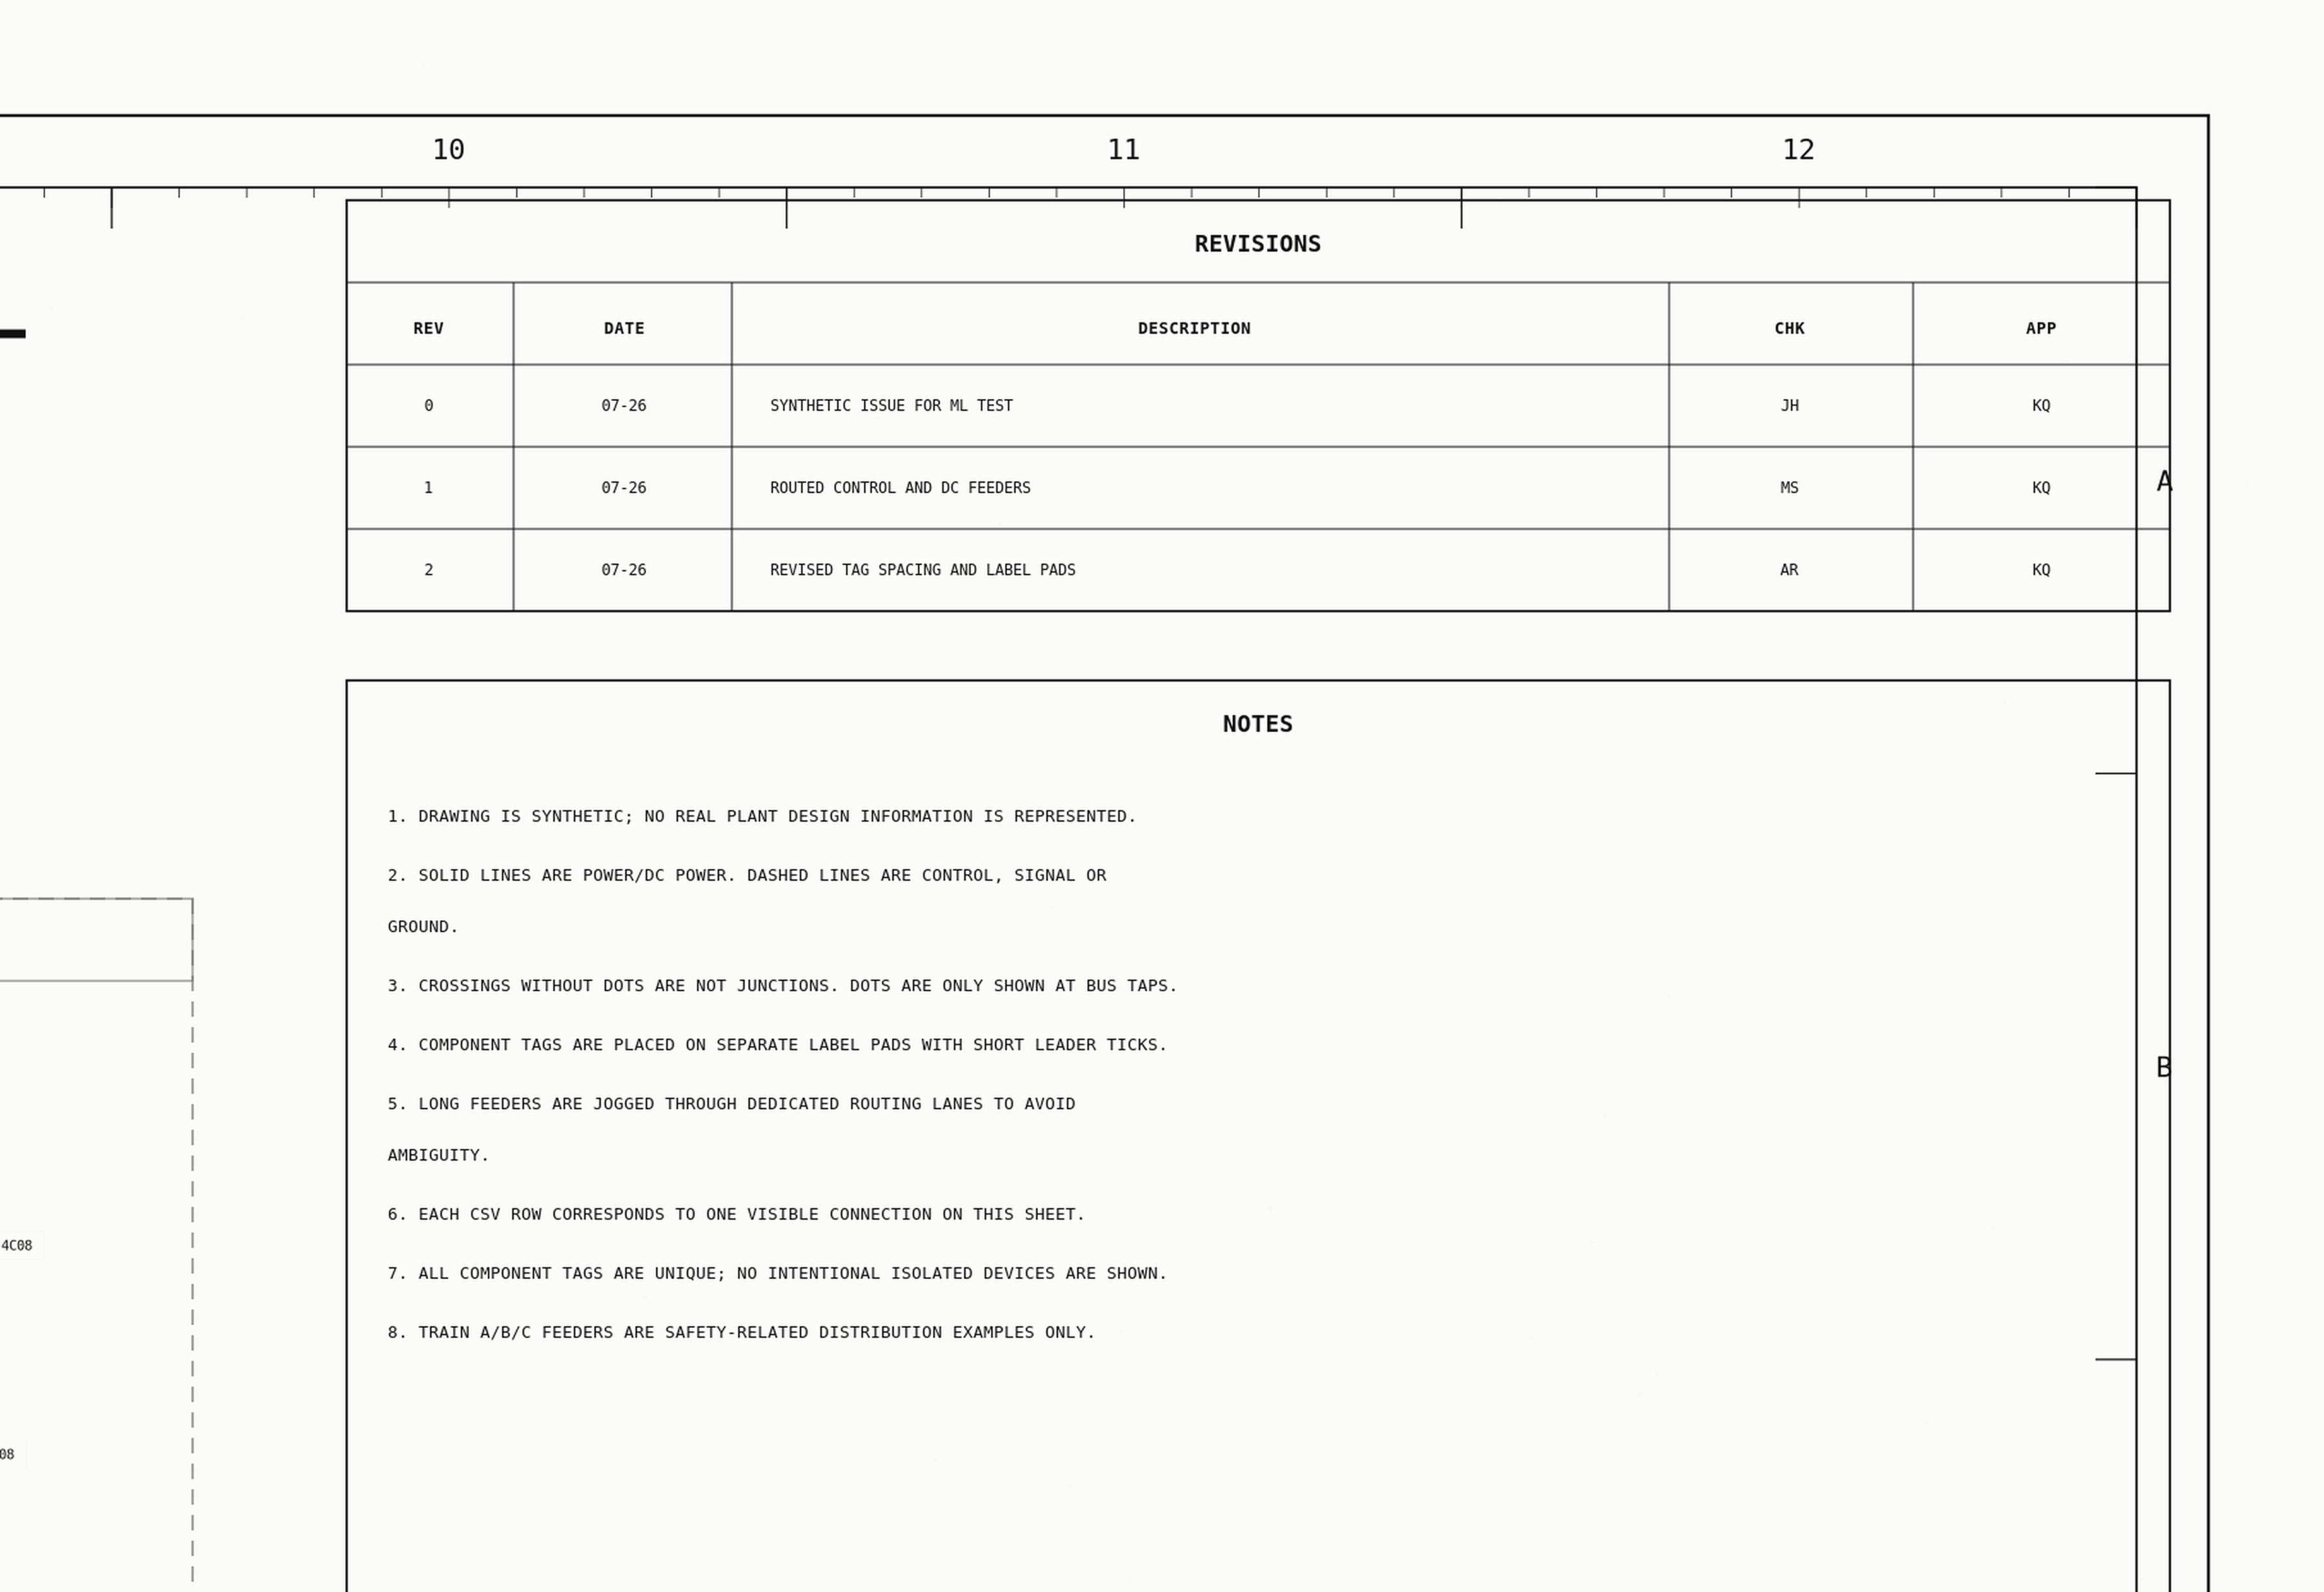 10 11 12
REVISIONS
REV DATE DESCRIPTION CHK APP
0 07-26 SYNTHETIC ISSUE FOR ML TEST JH KQ
1 07-26 ROUTED CONTROL AND DC FEEDERS MS KQ
A
2 07-26 REVISED TAG SPACING AND LABEL PADS AR KQ
NOTES
1. DRAWING IS SYNTHETIC; NO REAL PLANT DESIGN INFORMATION IS REPRESENTED.
2. SOLID LINES ARE POWER/DC POWER. DASHED LINES ARE CONTROL, SIGNAL OR
GROUND.
3. CROSSINGS WITHOUT DOTS ARE NOT JUNCTIONS. DOTS ARE ONLY SHOWN AT BUS TAPS.
4. COMPONENT TAGS ARE PLACED ON SEPARATE LABEL PADS WITH SHORT LEADER TICKS.
B
5. LONG FEEDERS ARE JOGGED THROUGH DEDICATED ROUTING LANES TO AVOID
AMBIGUITY.
6. EACH CSV ROW CORRESPONDS TO ONE VISIBLE CONNECTION ON THIS SHEET.
7. ALL COMPONENT TAGS ARE UNIQUE; NO INTENTIONAL ISOLATED DEVICES ARE SHOWN.
8. TRAIN A/B/C FEEDERS ARE SAFETY-RELATED DISTRIBUTION EXAMPLES ONLY.
4C08
08